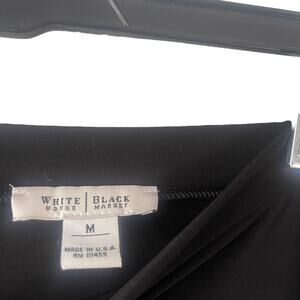 WHITE | BLACK
HOUSE | MARKET
M
MADE IN U.S.A.
RN 111459